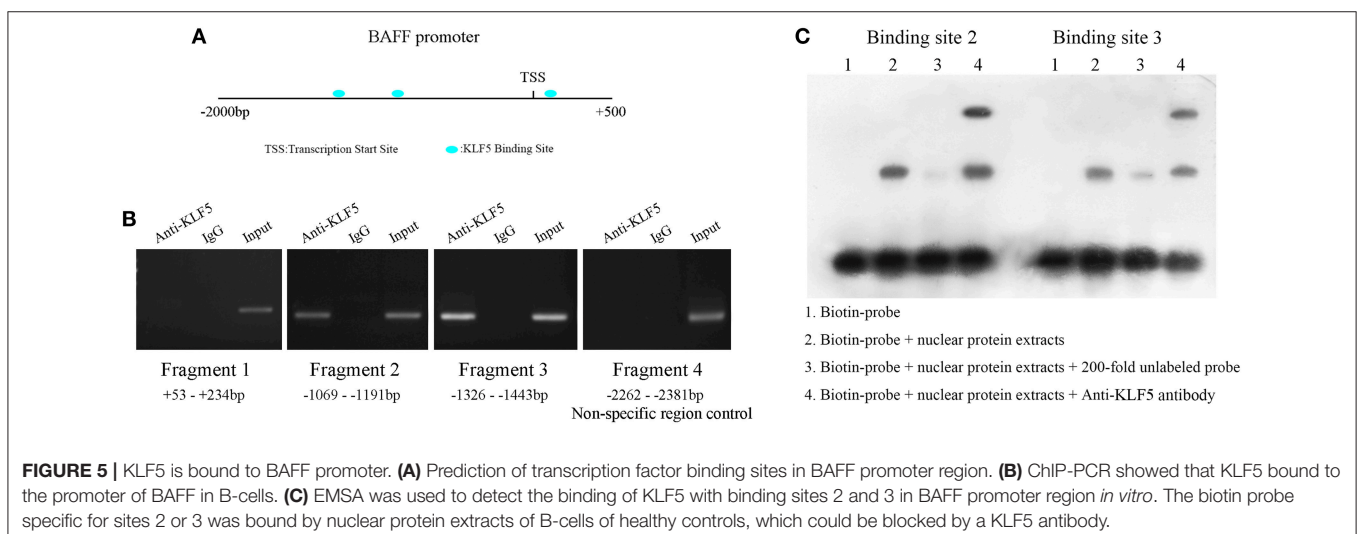 A
BAFF promoter
TSS
-2000bp
+500
TSS:Transcription Start Site
:KLF5 Binding Site
B
Anti-KLF5 IgG Input
Anti-KLF5 IgG Input
Anti-KLF5 IgG Input
Anti-KLF5 IgG Input
Fragment 1
+53 - +234bp
Fragment 2
-1069 - -1191bp
Fragment 3
-1326 - -1443bp
Fragment 4
-2262 - -2381bp
Non-specific region control
C
Binding site 2 Binding site 3
1 2 3 4 1 2 3 4
1. Biotin-probe
2. Biotin-probe + nuclear protein extracts
3. Biotin-probe + nuclear protein extracts + 200-fold unlabeled probe
4. Biotin-probe + nuclear protein extracts + Anti-KLF5 antibody
FIGURE 5 | KLF5 is bound to BAFF promoter. (A) Prediction of transcription factor binding sites in BAFF promoter region. (B) ChIP-PCR showed that KLF5 bound to
the promoter of BAFF in B-cells. (C) EMSA was used to detect the binding of KLF5 with binding sites 2 and 3 in BAFF promoter region in vitro. The biotin probe
specific for sites 2 or 3 was bound by nuclear protein extracts of B-cells of healthy controls, which could be blocked by a KLF5 antibody.